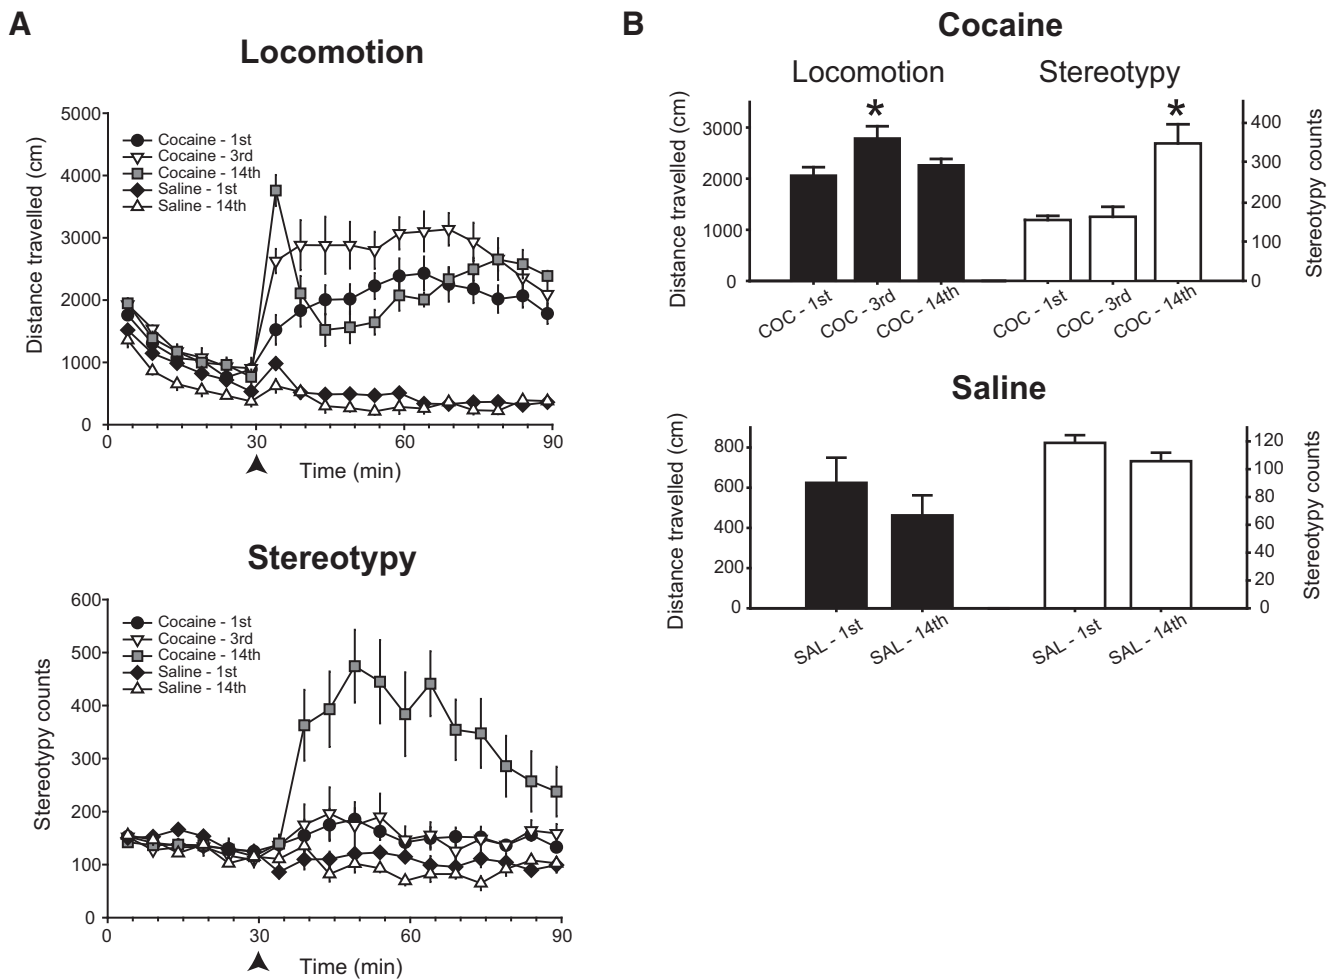 A
Locomotion
5000
4000
3000
2000
1000
0
Distance travelled (cm)
Cocaine - 1st
Cocaine - 3rd
Cocaine - 14th
Saline - 1st
Saline - 14th
0 30 60 90
Time (min)
Stereotypy
600
500
400
300
200
100
0
Stereotypy counts
Cocaine - 1st
Cocaine - 3rd
Cocaine - 14th
Saline - 1st
Saline - 14th
0 30 60 90
Time (min)
B
Cocaine
Locomotion Stereotypy
Distance travelled (cm)
3000
2000
1000
0
* *
400
300
200
100
0
Stereotypy counts
COC - 1st COC - 3rd COC - 14th COC - 1st COC - 3rd COC - 14th
Saline
Distance travelled (cm)
800
600
400
200
0
120
100
80
60
40
20
0
Stereotypy counts
SAL - 1st SAL - 14th SAL - 1st SAL - 14th